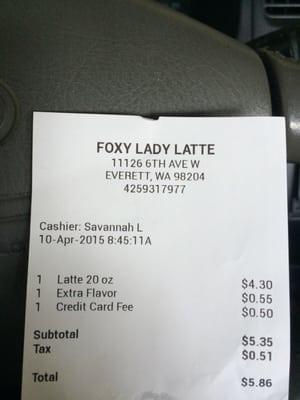 FOXY LADY LATTE
11126 6TH AVE W
EVERETT, WA 98204
4259317977
Cashier: Savannah L
10-Apr-2015 8:45:11A
1 Latte 20 oz $4.30
1 Extra Flavor $0.55
1 Credit Card Fee $0.50
Subtotal $5.35
Tax $0.51
Total $5.86